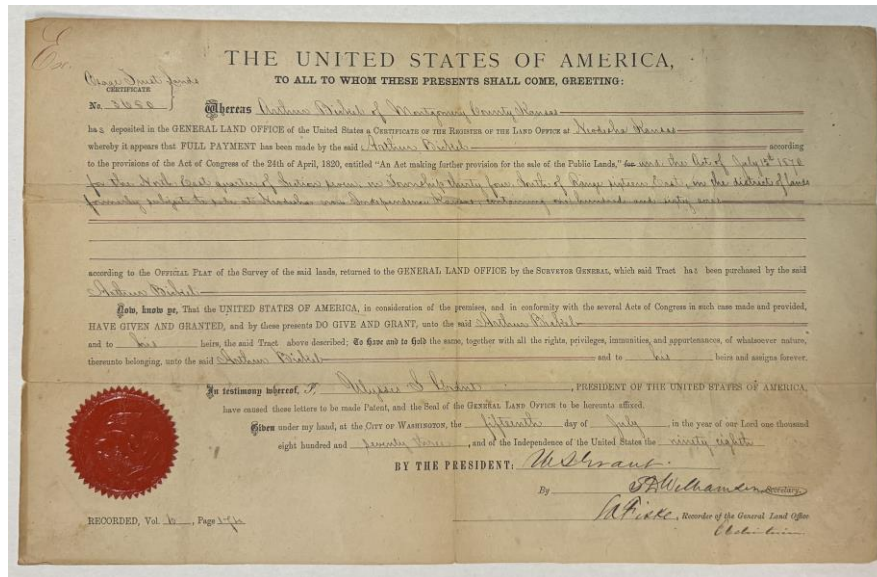 THE UNITED STATES OF AMERICA,
TO ALL TO WHOM THESE PRESENTS SHALL COME, GREETING:
Osage Trust Lands
CERTIFICATE
No. 3680
Whereas Arthur Bickel of Montgomery County Kansas
has deposited in the GENERAL LAND OFFICE of the United States a CERTIFICATE OF THE REGISTER OF THE LAND OFFICE at Neodesha Kansas
whereby it appears that FULL PAYMENT has been made by the said Arthur Bickel according
to the provisions of the Act of Congress of the 24th of April, 1820, entitled "An Act making further provision for the sale of the Public Lands," and the Act of July 15th 1870
for the North East quarter of Section seven in Township thirty four South of Range sixteen East, in the district of lands
formerly subject to sale at Neodesha now Independence Kansas containing one hundred and sixty acres
according to the OFFICIAL PLAT of the Survey of the said lands, returned to the GENERAL LAND OFFICE by the SURVEYOR GENERAL, which said Tract has been purchased by the said
Arthur Bickel
Now, know ye, That the UNITED STATES OF AMERICA, in consideration of the premises, and in conformity with the several Acts of Congress in such case made and provided,
HAVE GIVEN AND GRANTED, and by these presents DO GIVE AND GRANT, unto the said Arthur Bickel
and to his heirs, the said Tract above described; To have and to hold the same, together with all the rights, privileges, immunities, and appurtenances, of whatsoever nature,
thereunto belonging, unto the said Arthur Bickel and to his heirs and assigns forever.
In testimony whereof, I, Ulysses S Grant, PRESIDENT OF THE UNITED STATES OF AMERICA,
have caused these letters to be made Patent, and the Seal of the GENERAL LAND OFFICE to be hereunto affixed.
Given under my hand, at the CITY OF WASHINGTON, the fifteenth day of July in the year of our Lord one thousand
eight hundred and seventy three, and of the Independence of the United States the ninety eighth
BY THE PRESIDENT: U S Grant.
By Williamson Secretary.
Fiske, Recorder of the General Land Office
RECORDED, Vol. 6, Page